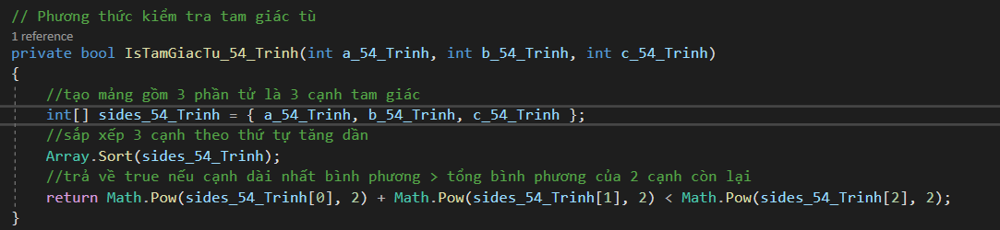 // Phương thức kiểm tra tam giác tù
1 reference
private bool IsTamGiacTu_54_Trinh(int a_54_Trinh, int b_54_Trinh, int c_54_Trinh)
{
//tạo mảng gồm 3 phần tử là 3 cạnh tam giác
int[] sides_54_Trinh = { a_54_Trinh, b_54_Trinh, c_54_Trinh };
//sắp xếp 3 cạnh theo thứ tự tăng dần
Array.Sort(sides_54_Trinh);
//trả về true nếu cạnh dài nhất bình phương > tổng bình phương của 2 cạnh còn lại
return Math.Pow(sides_54_Trinh[0], 2) + Math.Pow(sides_54_Trinh[1], 2) < Math.Pow(sides_54_Trinh[2], 2);
}